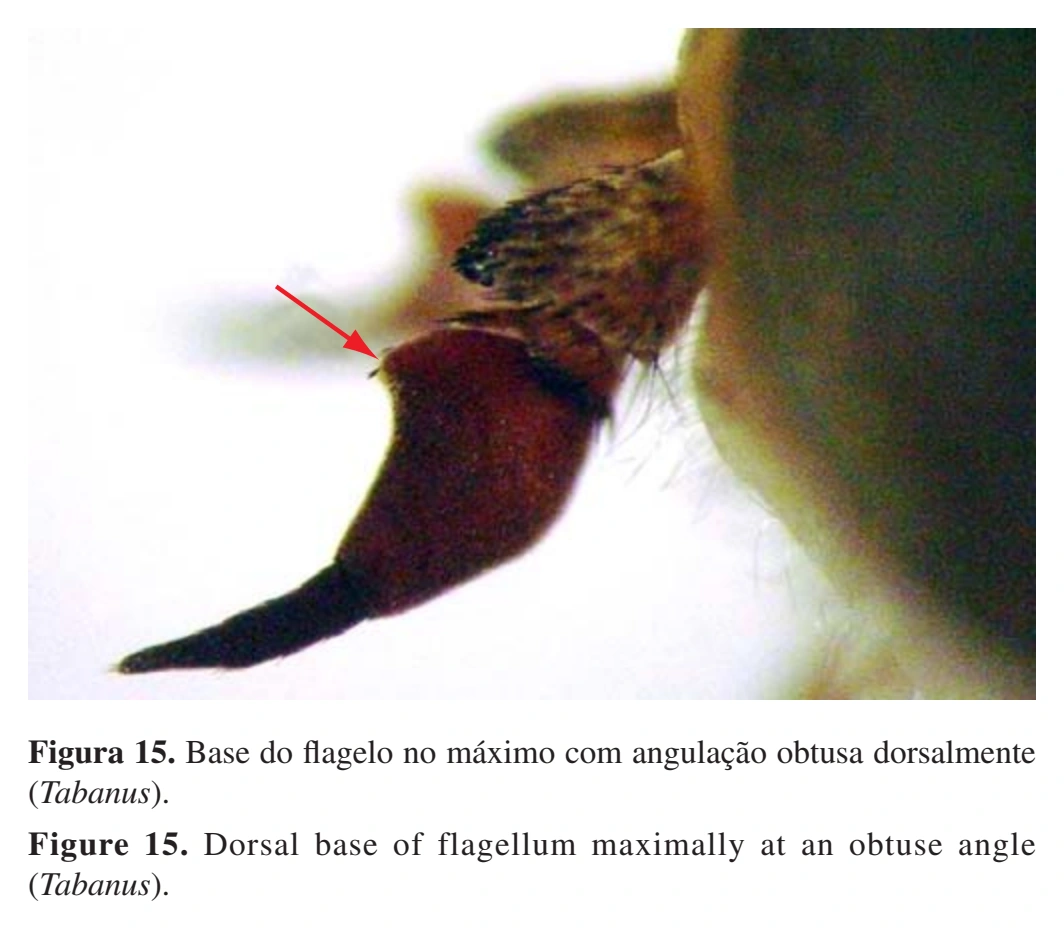 Figura 15. Base do flagelo no máximo com angulação obtusa dorsalmente
(Tabanus).
Figure 15. Dorsal base of flagellum maximally at an obtuse angle
(Tabanus).